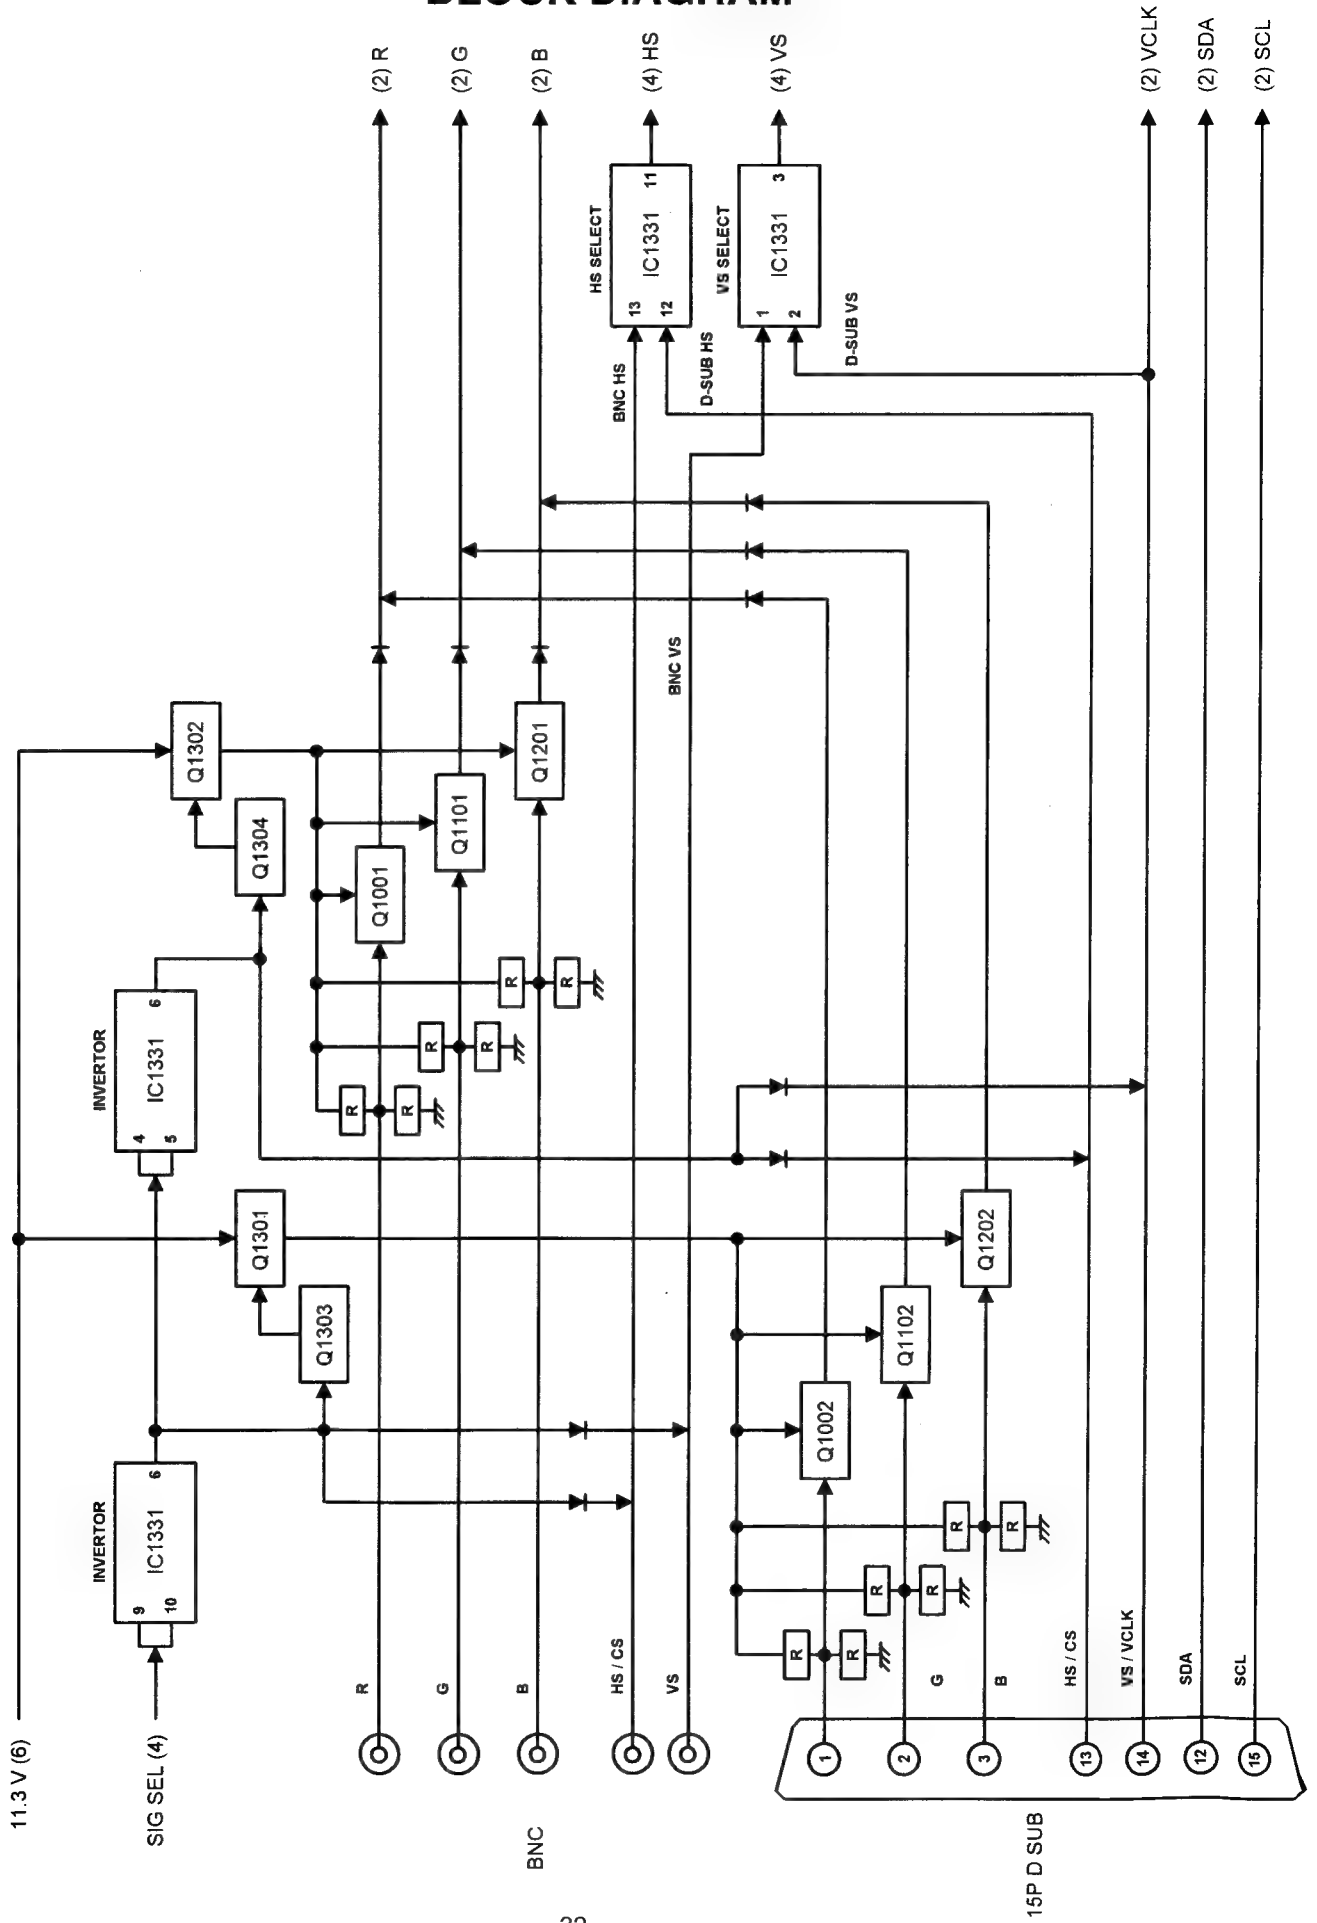 BLOCK DIAGRAM
11.3 V (6)
SIG SEL (4)
INVERTOR
9
10
IC1331
6
INVERTOR
4
5
IC1331
6
Q1303
Q1301
Q1304
Q1302
BNC
R
G
B
HS / CS
VS
R
R
R
R
R
R
Q1001
Q1101
Q1201
(2) R
(2) G
(2) B
BNC HS
D-SUB HS
HS SELECT
13
12
IC1331
11
(4) HS
BNC VS
D-SUB VS
VS SELECT
1
2
IC1331
3
(4) VS
15P D SUB
1
2
3
13
14
12
15
G
B
HS / CS
VS / VCLK
SDA
SCL
R
R
R
R
R
R
Q1002
Q1102
Q1202
(2) VCLK
(2) SDA
(2) SCL